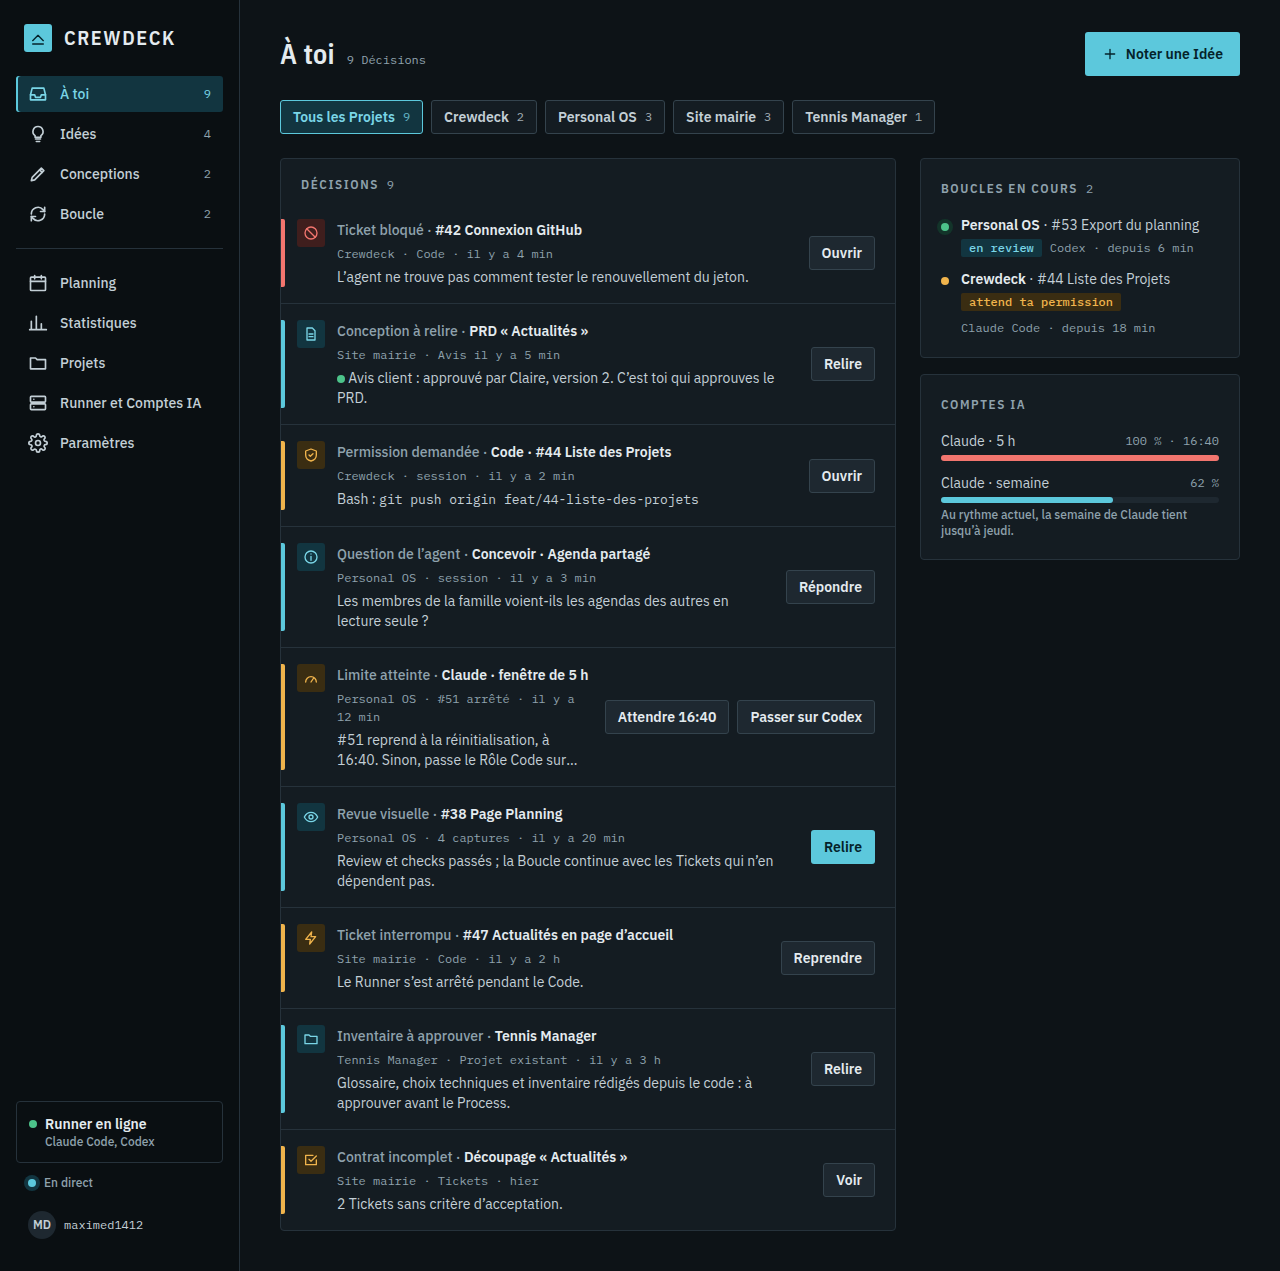 CREWDECK
À toi 9
Idées 4
Conceptions 2
Boucle 2
Planning
Statistiques
Projets
Runner et Comptes IA
Paramètres
Runner en ligne
Claude Code, Codex
En direct
MD maximed1412
À toi 9 Décisions
Noter une Idée
Tous les Projets 9
Crewdeck 2
Personal OS 3
Site mairie 3
Tennis Manager 1
DÉCISIONS 9
Ticket bloqué · #42 Connexion GitHub
Crewdeck · Code · il y a 4 min
L’agent ne trouve pas comment tester le renouvellement du jeton.
Ouvrir
Conception à relire · PRD « Actualités »
Site mairie · Avis il y a 5 min
Avis client : approuvé par Claire, version 2. C’est toi qui approuves le
PRD.
Relire
Permission demandée · Code · #44 Liste des Projets
Crewdeck · session · il y a 2 min
Bash : git push origin feat/44-liste-des-projets
Ouvrir
Question de l’agent · Concevoir · Agenda partagé
Personal OS · session · il y a 3 min
Les membres de la famille voient-ils les agendas des autres en
lecture seule ?
Répondre
Limite atteinte · Claude · fenêtre de 5 h
Personal OS · #51 arrêté · il y a
12 min
#51 reprend à la réinitialisation, à
16:40. Sinon, passe le Rôle Code sur…
Attendre 16:40
Passer sur Codex
Revue visuelle · #38 Page Planning
Personal OS · 4 captures · il y a 20 min
Review et checks passés ; la Boucle continue avec les Tickets qui n’en
dépendent pas.
Relire
Ticket interrompu · #47 Actualités en page d’accueil
Site mairie · Code · il y a 2 h
Le Runner s’est arrêté pendant le Code.
Reprendre
Inventaire à approuver · Tennis Manager
Tennis Manager · Projet existant · il y a 3 h
Glossaire, choix techniques et inventaire rédigés depuis le code : à
approuver avant le Process.
Relire
Contrat incomplet · Découpage « Actualités »
Site mairie · Tickets · hier
2 Tickets sans critère d’acceptation.
Voir
BOUCLES EN COURS 2
Personal OS · #53 Export du planning
en review Codex · depuis 6 min
Crewdeck · #44 Liste des Projets
attend ta permission
Claude Code · depuis 18 min
COMPTES IA
Claude · 5 h 100 % · 16:40
Claude · semaine 62 %
Au rythme actuel, la semaine de Claude tient
jusqu’à jeudi.